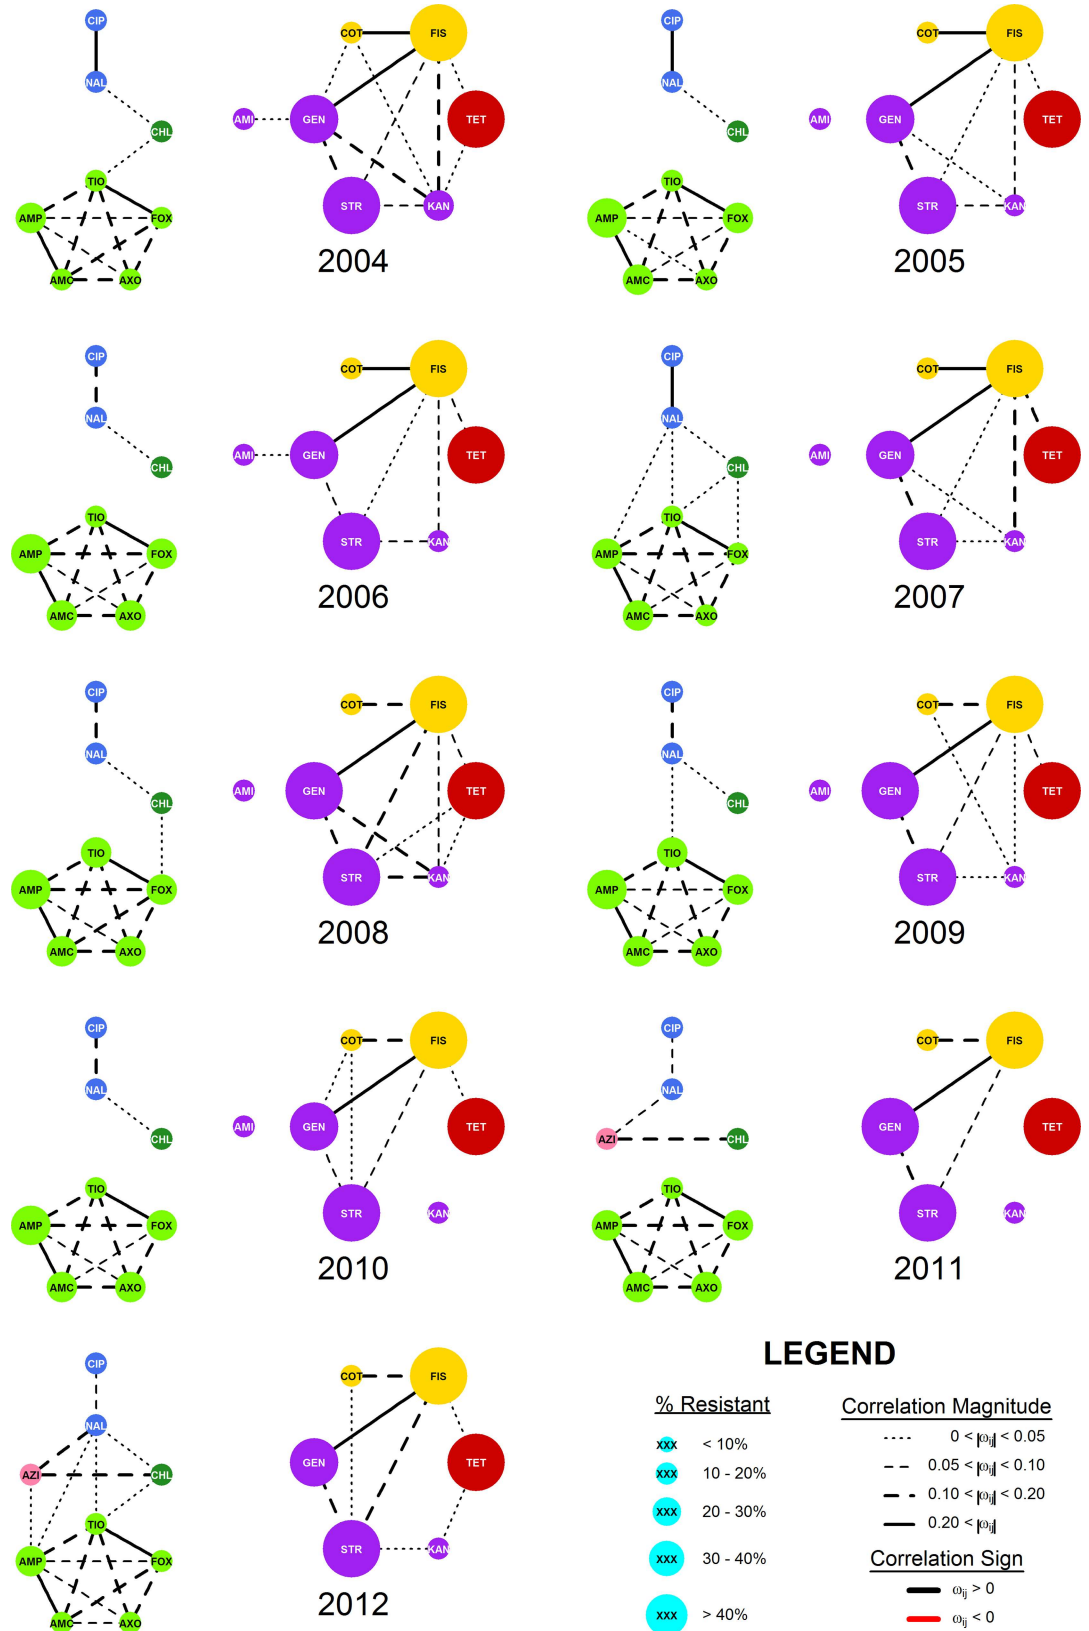 CIP
COT
FIS
NAL
AMI
GEN
TET
CHL
TIO
AMP
FOX
STR
KAN
AMC
AXO
2004
CIP
COT
FIS
NAL
AMI
GEN
TET
CHL
TIO
AMP
FOX
STR
KAN
AMC
AXO
2005
CIP
COT
FIS
NAL
AMI
GEN
TET
CHL
TIO
AMP
FOX
STR
KAN
AMC
AXO
2006
CIP
COT
FIS
NAL
AMI
GEN
TET
CHL
TIO
AMP
FOX
STR
KAN
AMC
AXO
2007
CIP
COT
FIS
NAL
AMI
GEN
TET
CHL
TIO
AMP
FOX
STR
KAN
AMC
AXO
2008
CIP
COT
FIS
NAL
AMI
GEN
TET
CHL
TIO
AMP
FOX
STR
KAN
AMC
AXO
2009
CIP
COT
FIS
NAL
AMI
GEN
TET
CHL
TIO
AMP
FOX
STR
KAN
AMC
AXO
2010
CIP
COT
FIS
NAL
AZI
GEN
TET
CHL
TIO
AMP
FOX
STR
KAN
AMC
AXO
2011
CIP
COT
FIS
NAL
AZI
GEN
TET
CHL
TIO
AMP
FOX
STR
KAN
AMC
AXO
2012
LEGEND
% Resistant
XXX < 10%
XXX 10 - 20%
XXX 20 - 30%
XXX 30 - 40%
XXX > 40%
Correlation Magnitude
0 < |ωij| < 0.05
0.05 < |ωij| < 0.10
0.10 < |ωij| < 0.20
0.20 < |ωij|
Correlation Sign
ωij > 0
ωij < 0